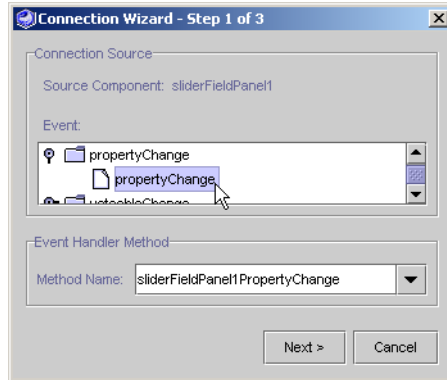 Connection Wizard - Step 1 of 3
Connection Source
Source Component: sliderFieldPanel1
Event:
propertyChange
propertyChange
vetoableChange
Event Handler Method
Method Name: sliderFieldPanel1PropertyChange
Next >
Cancel